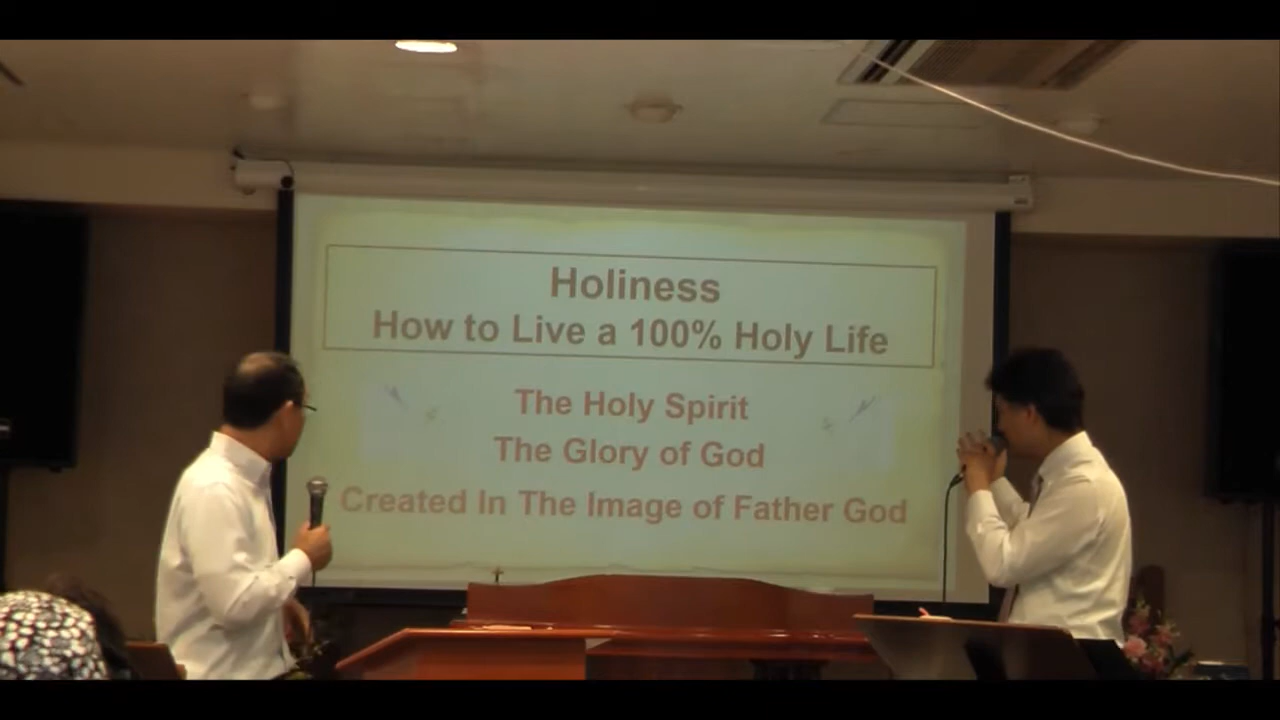 Holiness
How to Live a 100% Holy Life
The Holy Spirit
The Glory of God
Created In The Image of Father God